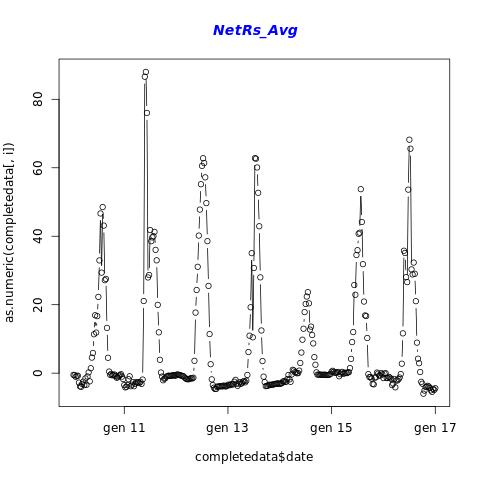 NetRs_Avg
as.numeric(completedata[, i])
80
60
40
20
0
gen 11
gen 13
gen 15
gen 17
completedata$date